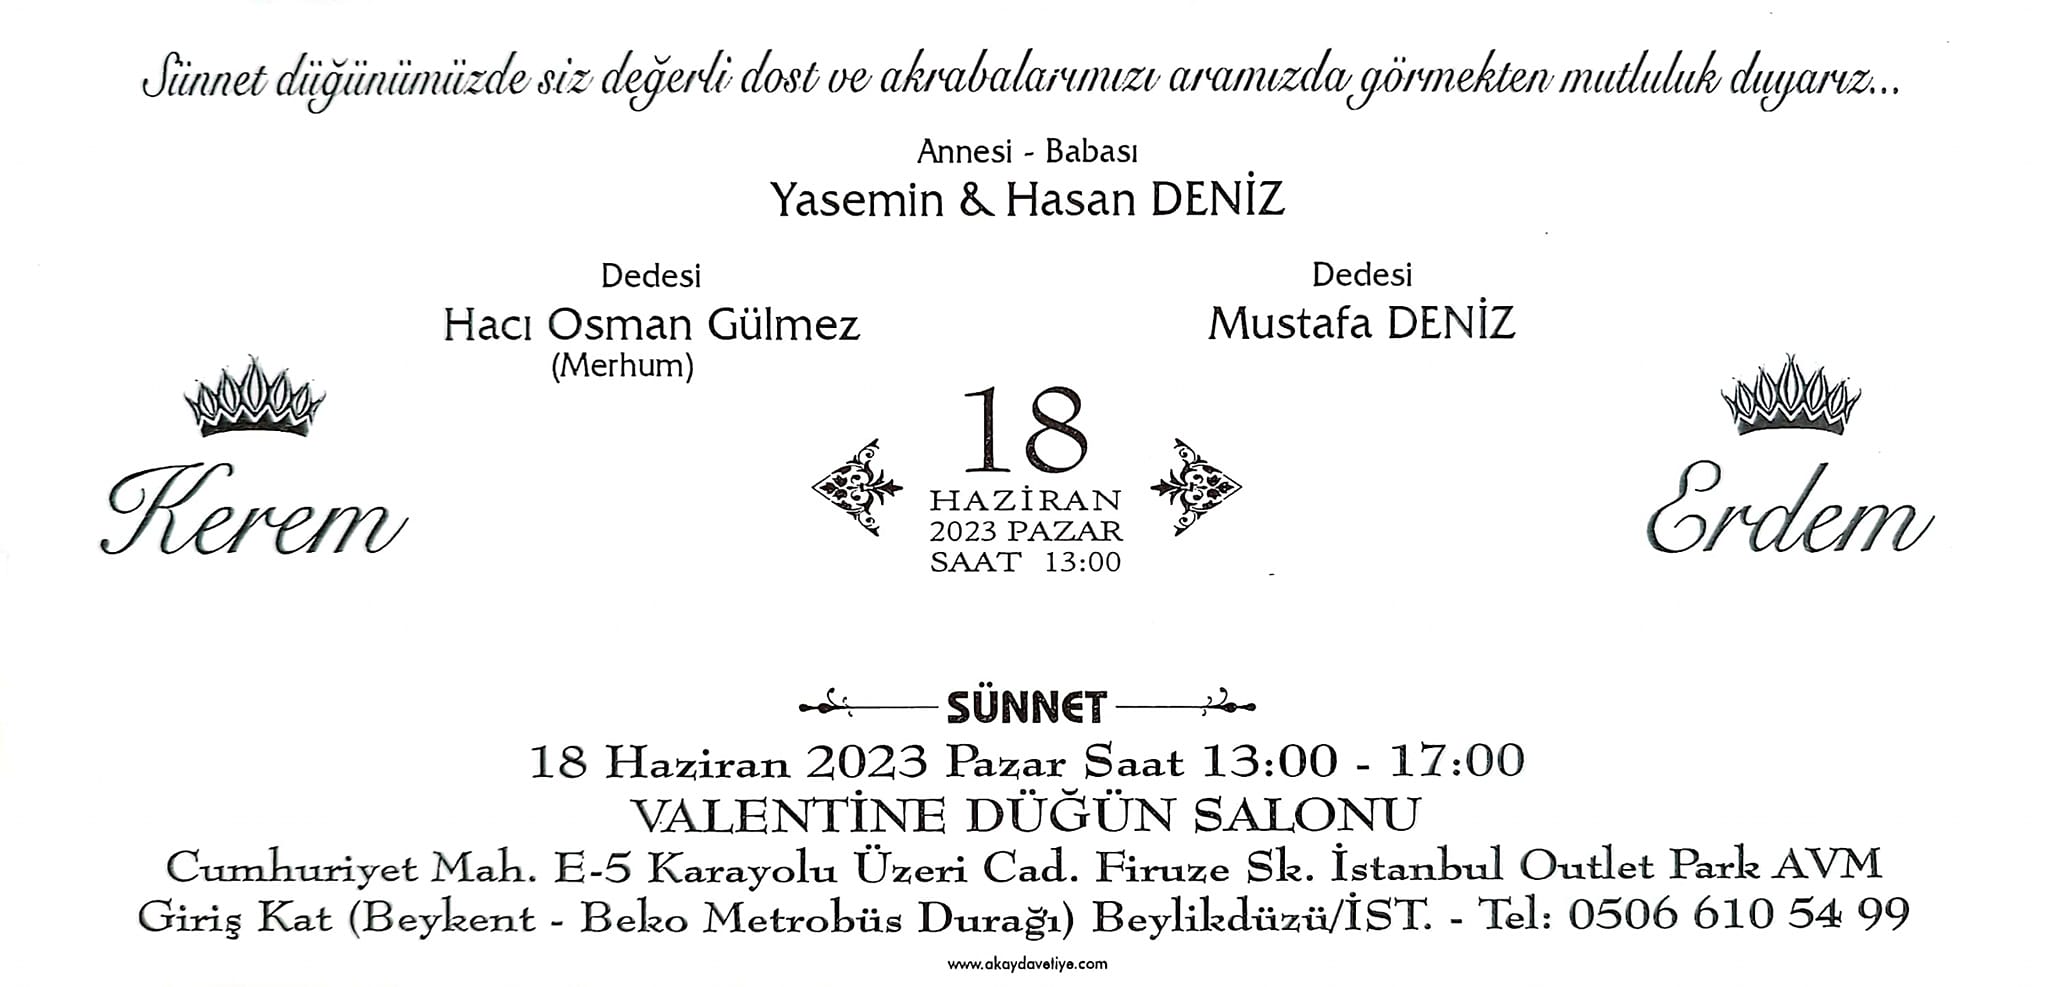 Sünnet düğünümüzde siz değerli dost ve akrabalarımızı aramızda görmekten mutluluk duyarız...
Annesi - Babası
Yasemin & Hasan DENİZ
Dedesi
Hacı Osman Gülmez
(Merhum)
Dedesi
Mustafa DENİZ
Kerem
18
HAZİRAN
2023 PAZAR
SAAT 13:00
Erdem
SÜNNET
18 Haziran 2023 Pazar Saat 13:00 - 17:00
VALENTİNE DÜĞÜN SALONU
Cumhuriyet Mah. E-5 Karayolu Üzeri Cad. Firuze Sk. İstanbul Outlet Park AVM
Giriş Kat (Beykent - Beko Metrobüs Durağı) Beylikdüzü/İST. - Tel: 0506 610 54 99
www.akaydavetiye.com